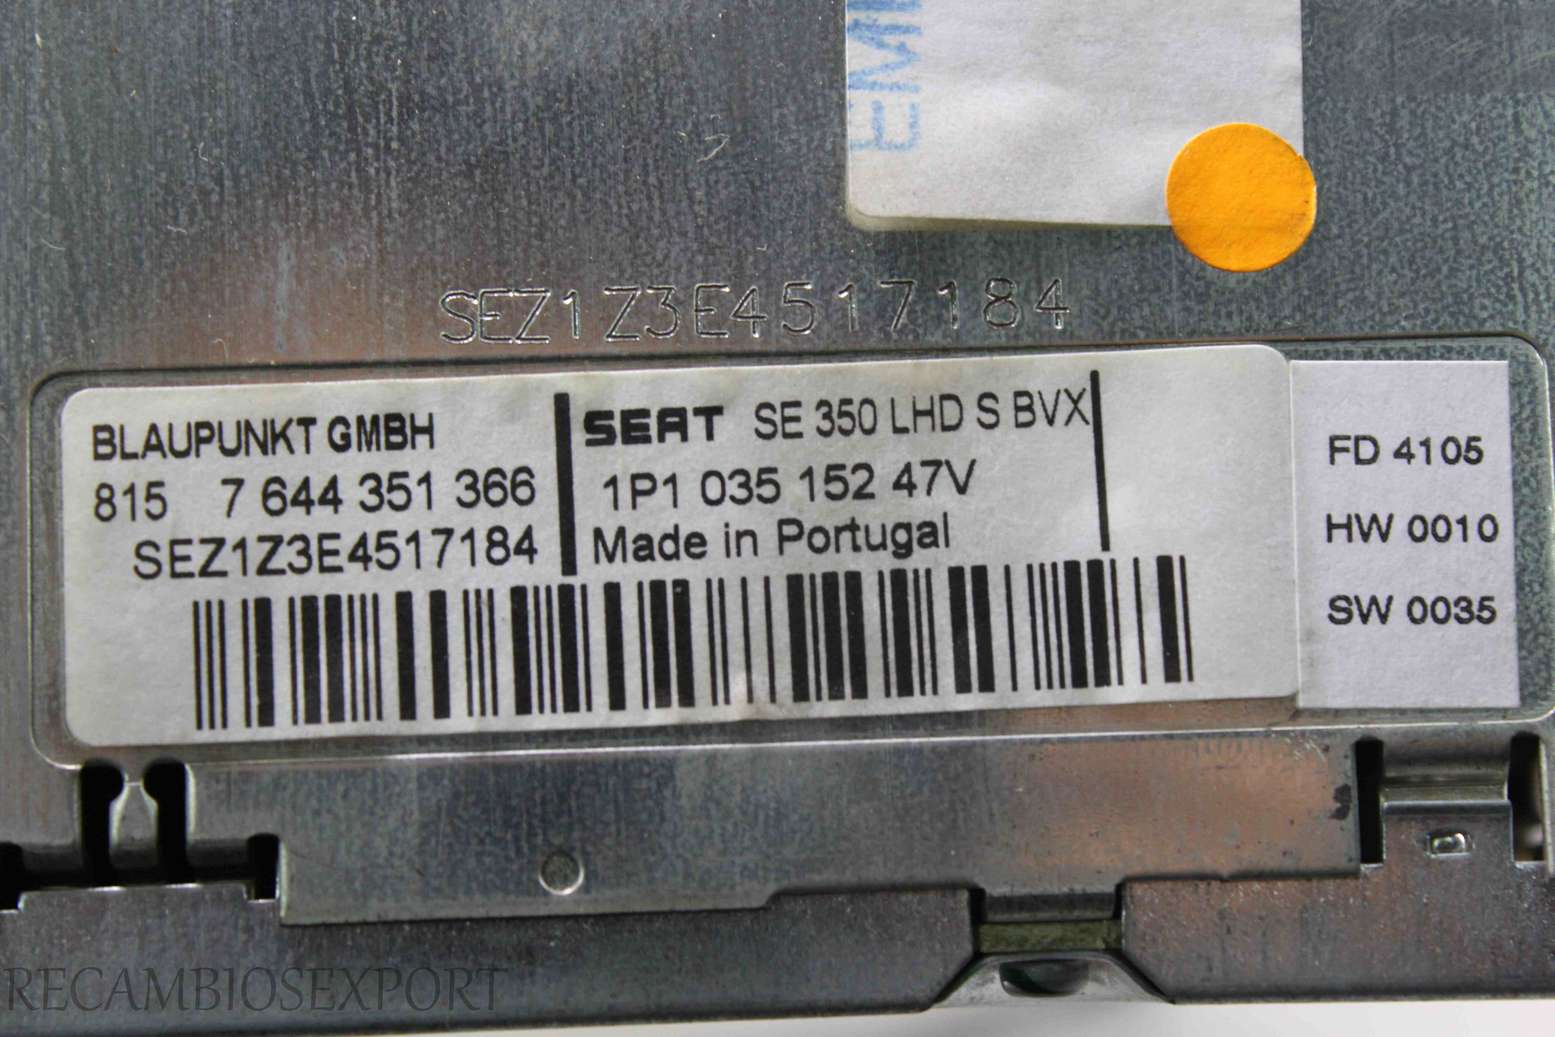 SEZ1Z3E4517184
BLAUPUNKT GMBH
815 7 644 351 366
SEZ1Z3E4517184
SEAT SE 350 LHD S BVX
1P1 035 152 47V
Made in Portugal
FD 4105
HW 0010
SW 0035
RECAMBIOSEXPORT